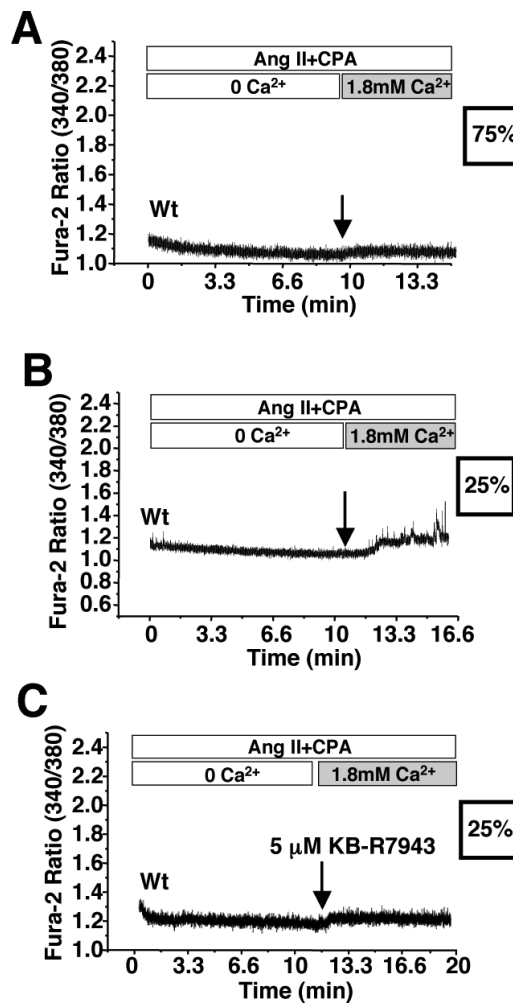 A
Ang II+CPA
0 Ca²⁺ 1.8mM Ca²⁺
75%
Wt
Fura-2 Ratio (340/380)
2.4
2.2
2.0
1.8
1.6
1.4
1.2
1.0
0 3.3 6.6 10 13.3
Time (min)
B
Ang II+CPA
0 Ca²⁺ 1.8mM Ca²⁺
25%
Wt
Fura-2 Ratio (340/380)
2.4
2.2
2.0
1.8
1.6
1.4
1.2
1.0
0.8
0.6
0 3.3 6.6 10 13.3 16.6
Time (min)
C
Ang II+CPA
0 Ca²⁺ 1.8mM Ca²⁺
25%
5 μM KB-R7943
Wt
Fura-2 Ratio (340/380)
2.4
2.2
2.0
1.8
1.6
1.4
1.2
1.0
0 3.3 6.6 10 13.3 16.6 20
Time (min)